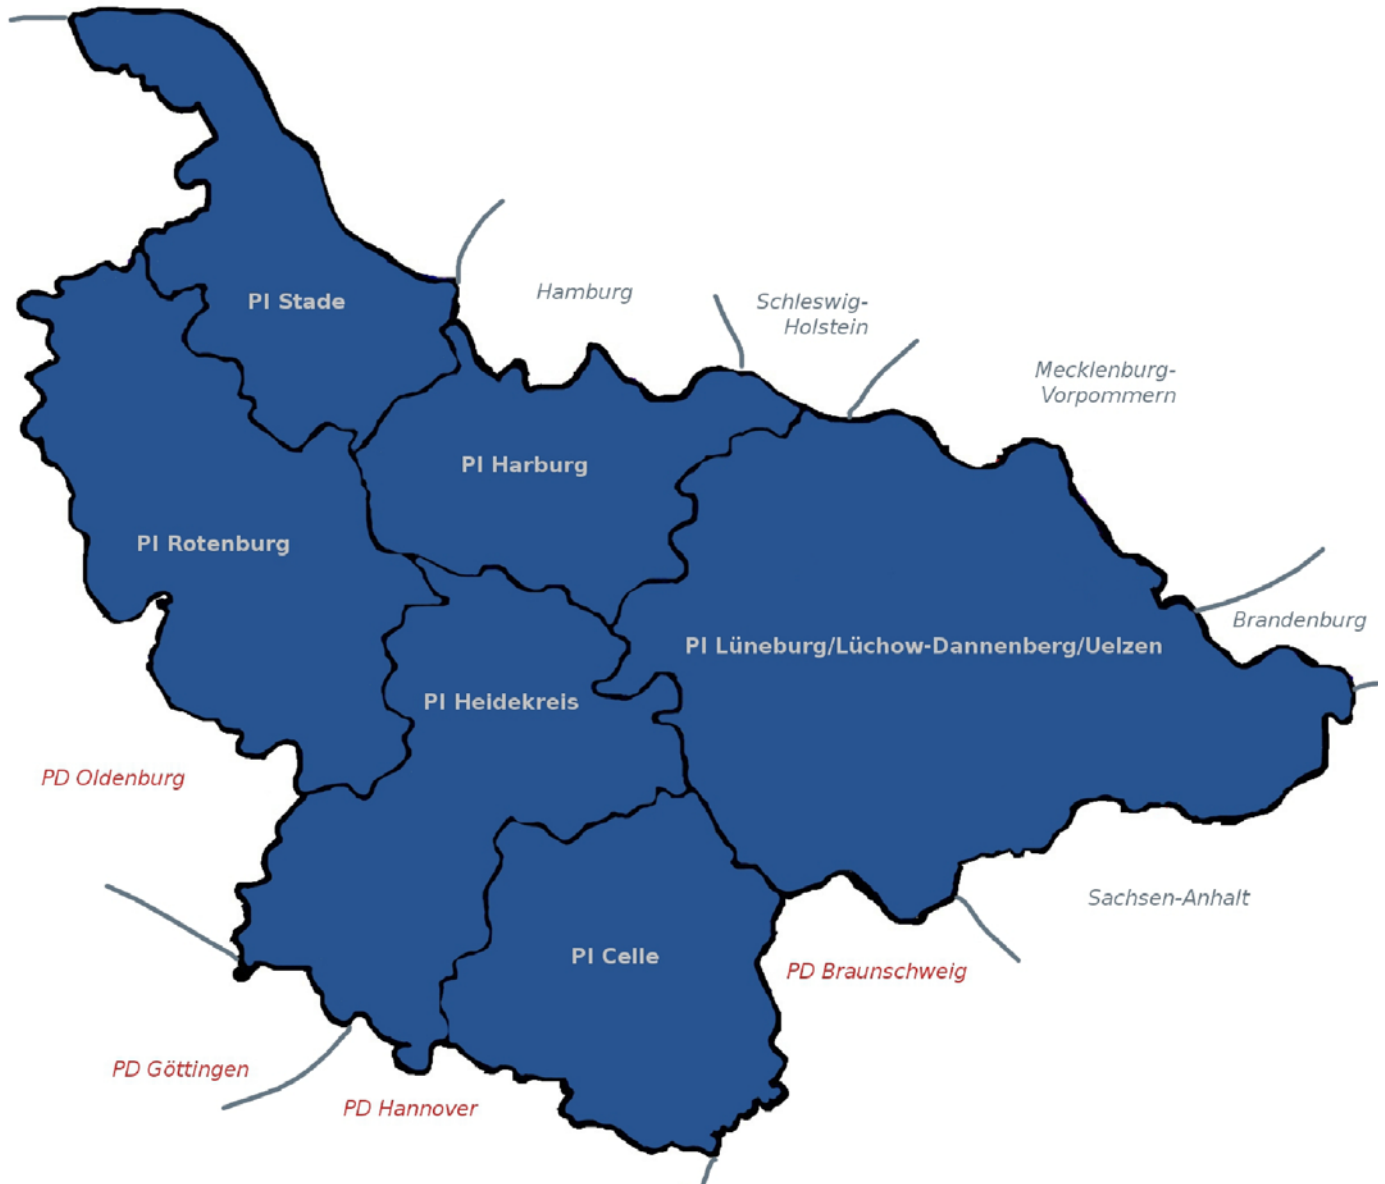 Hamburg
PI Stade
Schleswig-
Holstein
Mecklenburg-
Vorpommern
PI Harburg
PI Rotenburg
Brandenburg
PI Lüneburg/Lüchow-Dannenberg/Uelzen
PI Heidekreis
PD Oldenburg
Sachsen-Anhalt
PI Celle
PD Braunschweig
PD Göttingen
PD Hannover